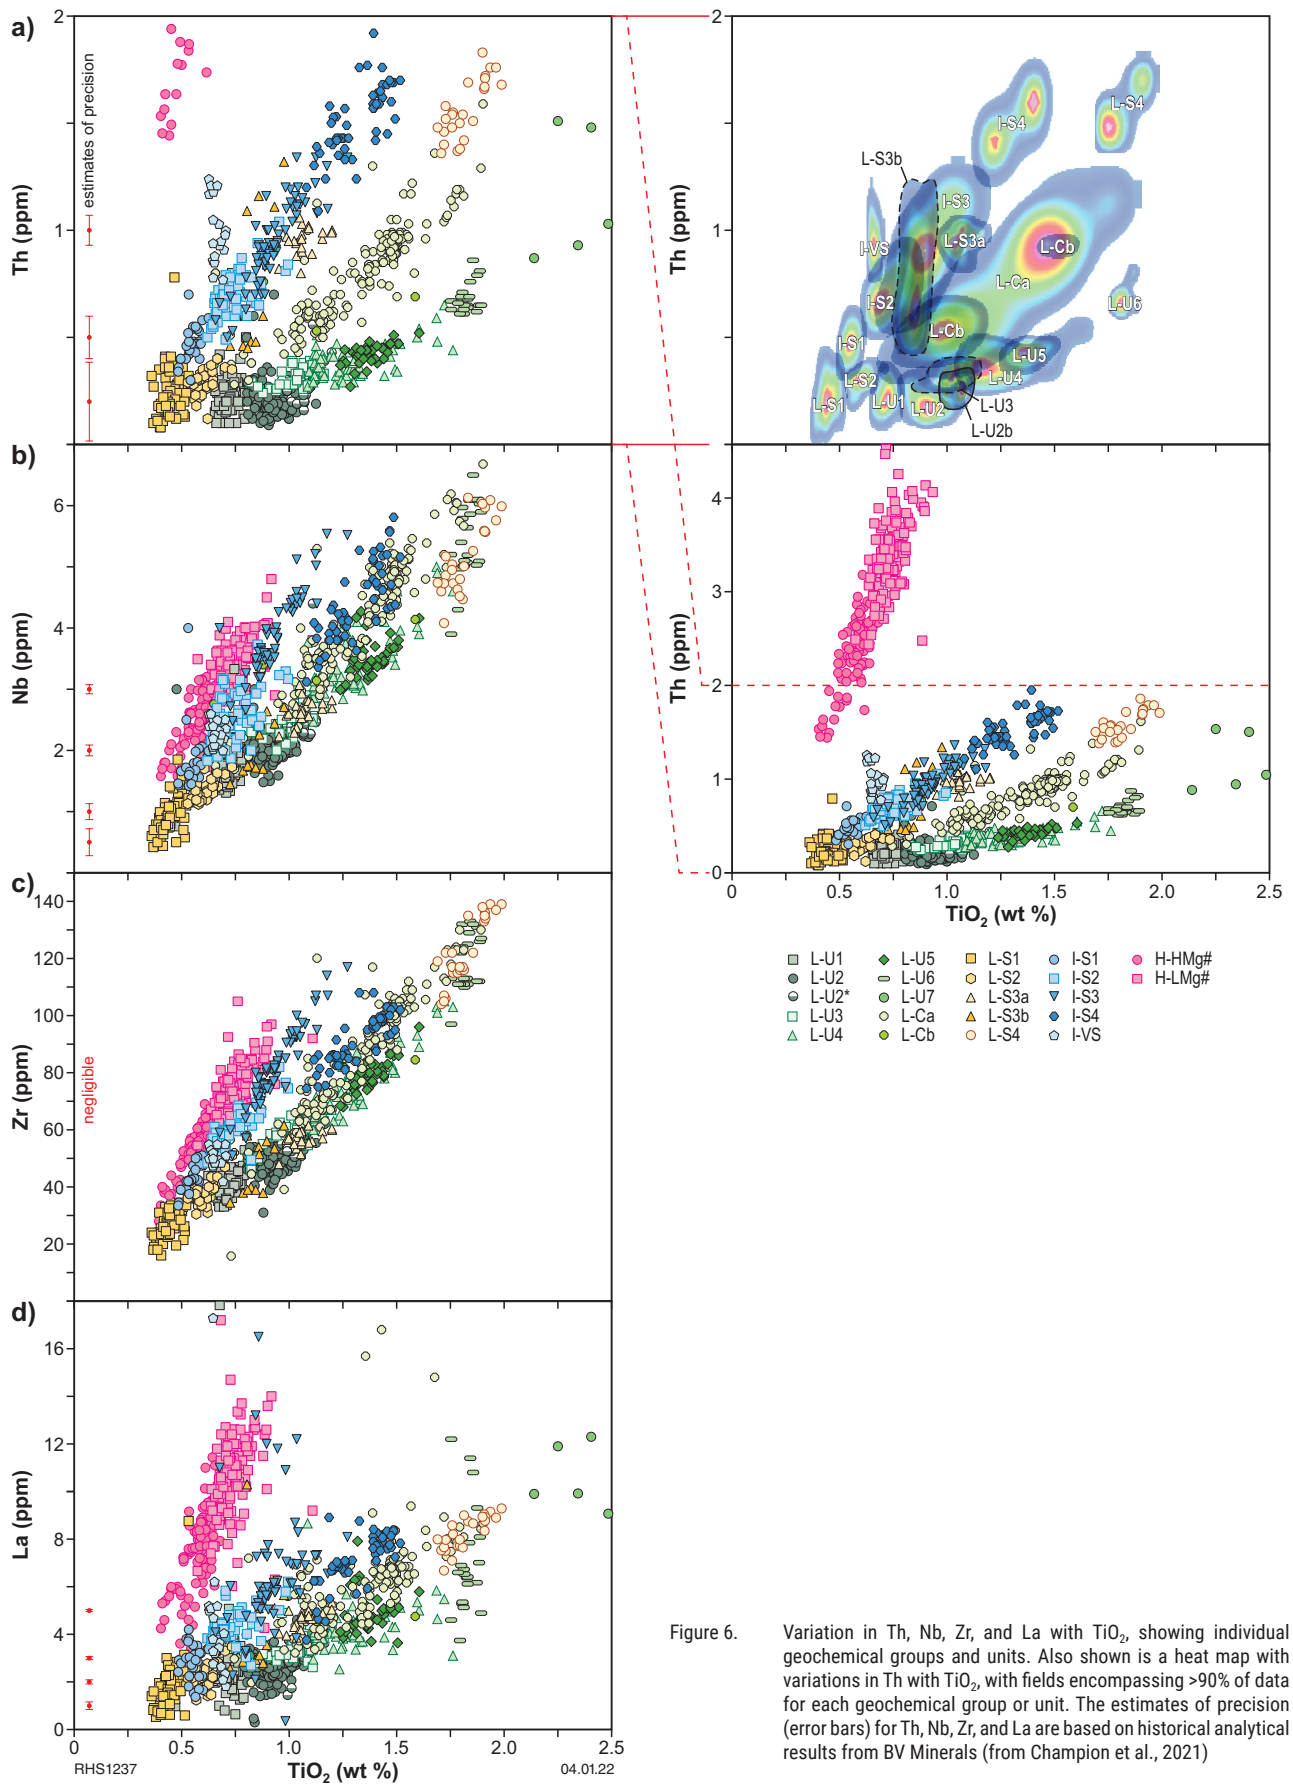 a)
2
1
Th (ppm)
estimates of precision
2
1
Th (ppm)
L-S4
I-S4
L-S3b
I-S3
L-S3a
I-VS
L-Cb
L-Ca
I-S2
L-U6
L-Cb
I-S1
L-U5
L-S2
L-U4
L-S1
L-U1
L-U2
L-U3
L-U2b
b)
6
4
2
Nb (ppm)
4
3
2
1
0
Th (ppm)
0 0.5 1.0 1.5 2.0 2.5
TiO₂ (wt %)
c)
140
120
100
80
60
40
20
Zr (ppm)
negligible
L-U1 L-U5 L-S1 I-S1 H-HMg#
L-U2 L-U6 L-S2 I-S2 H-LMg#
L-U2* L-U7 L-S3a I-S3
L-U3 L-Ca L-S3b I-S4
L-U4 L-Cb L-S4 I-VS
d)
16
12
8
4
0
La (ppm)
0 0.5 1.0 1.5 2.0 2.5
TiO₂ (wt %)
RHS1237
04.01.22
Figure 6. Variation in Th, Nb, Zr, and La with TiO₂, showing individual
geochemical groups and units. Also shown is a heat map with
variations in Th with TiO₂, with fields encompassing >90% of data
for each geochemical group or unit. The estimates of precision
(error bars) for Th, Nb, Zr, and La are based on historical analytical
results from BV Minerals (from Champion et al., 2021)